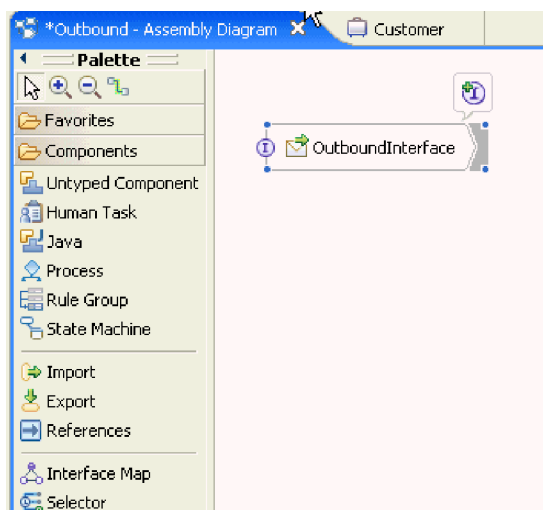 *Outbound - Assembly Diagram
Customer
Palette
Favorites
Components
Untyped Component
Human Task
Java
Process
Rule Group
State Machine
Import
Export
References
Interface Map
Selector
I
I OutboundInterface